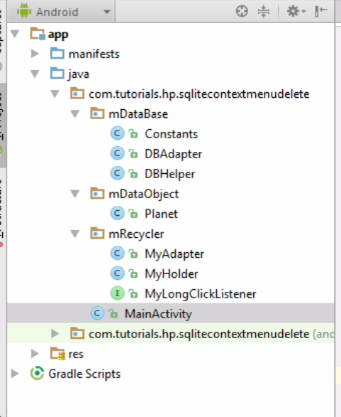 Android
app
manifests
java
com.tutorials.hp.sqlitecontextmenudelete
mDataBase
C Constants
C DBAdapter
C DBHelper
mDataObject
C Planet
mRecycler
C MyAdapter
C MyHolder
I MyLongClickListener
C MainActivity
com.tutorials.hp.sqlitecontextmenudelete (and
res
Gradle Scripts